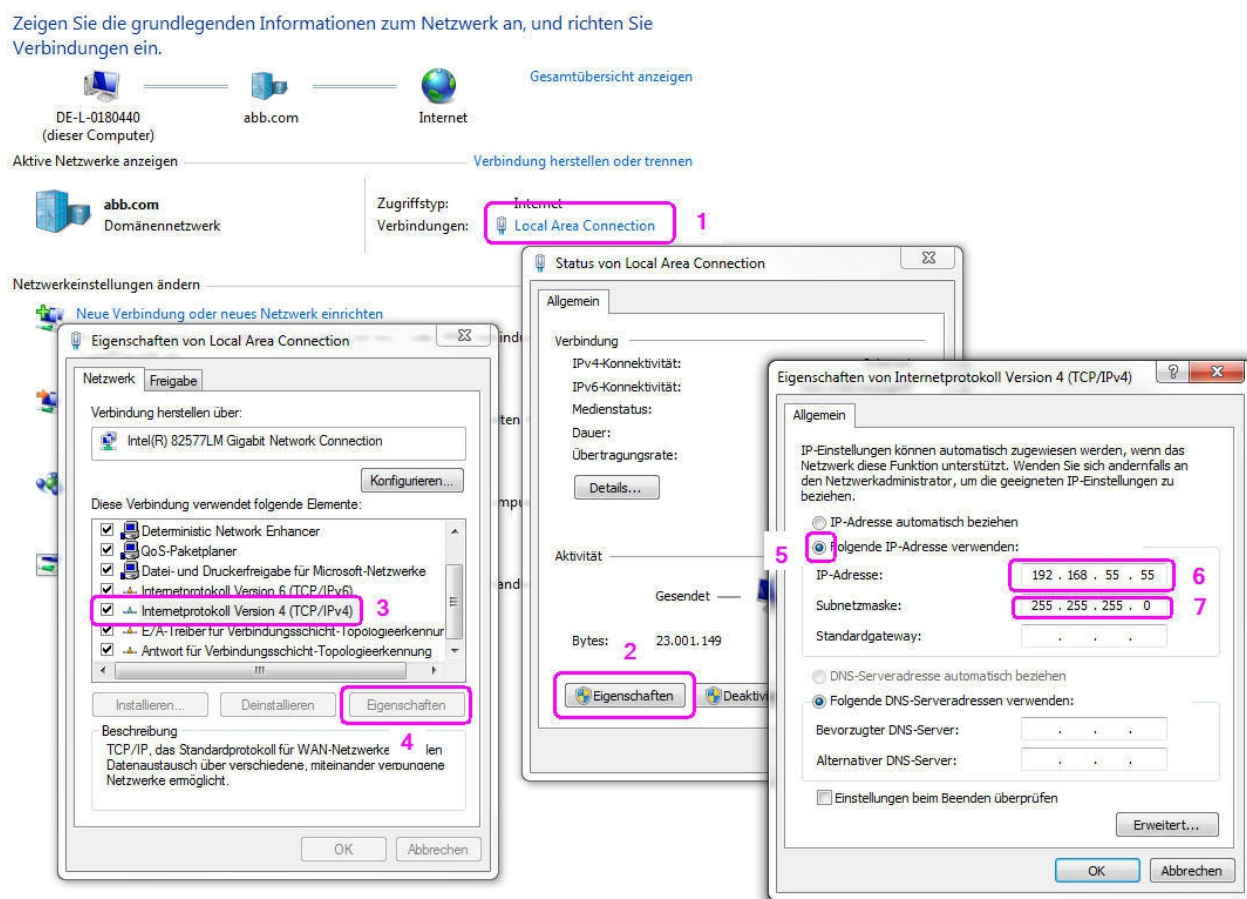 Zeigen Sie die grundlegenden Informationen zum Netzwerk an, und richten Sie
Verbindungen ein.
Gesamtübersicht anzeigen
DE-L-0180440
(dieser Computer)
abb.com
Internet
Aktive Netzwerke anzeigen
Verbindung herstellen oder trennen
abb.com
Domänennetzwerk
Zugriffstyp: Internet
Verbindungen: Local Area Connection
1
Netzwerkeinstellungen ändern
Neue Verbindung oder neues Netzwerk einrichten
Eigenschaften von Local Area Connection
Netzwerk
Freigabe
Verbindung herstellen über:
Intel(R) 82577LM Gigabit Network Connection
Konfigurieren...
Diese Verbindung verwendet folgende Elemente:
Deterministic Network Enhancer
QoS-Paketplaner
Datei- und Druckerfreigabe für Microsoft-Netzwerke
Internetprotokoll Version 6 (TCP/IPv6)
Internetprotokoll Version 4 (TCP/IPv4)
3
E/A-Treiber für Verbindungsschicht-Topologieerkennur
Antwort für Verbindungsschicht-Topologieerkennung
Installieren...
Deinstallieren
Eigenschaften
4
Beschreibung
TCP/IP, das Standardprotokoll für WAN-Netzwerke len
Datenaustausch über verschiedene, miteinander verbundene
Netzwerke ermöglicht.
OK
Abbrechen
Status von Local Area Connection
Allgemein
Verbindung
IPv4-Konnektivität:
IPv6-Konnektivität:
Medienstatus:
Dauer:
Übertragungsrate:
Details...
Aktivität
Gesendet
Bytes: 23.001.149
2
Eigenschaften
Deaktivi
Eigenschaften von Internetprotokoll Version 4 (TCP/IPv4)
Allgemein
IP-Einstellungen können automatisch zugewiesen werden, wenn das
Netzwerk diese Funktion unterstützt. Wenden Sie sich andernfalls an
den Netzwerkadministrator, um die geeigneten IP-Einstellungen zu
beziehen.
IP-Adresse automatisch beziehen
5
Folgende IP-Adresse verwenden:
IP-Adresse: 192 . 168 . 55 . 55
6
Subnetzmaske: 255 . 255 . 255 . 0
7
Standardgateway: . . .
DNS-Serveradresse automatisch beziehen
Folgende DNS-Serveradressen verwenden:
Bevorzugter DNS-Server: . . .
Alternativer DNS-Server: . . .
Einstellungen beim Beenden überprüfen
Erweitert...
OK
Abbrechen